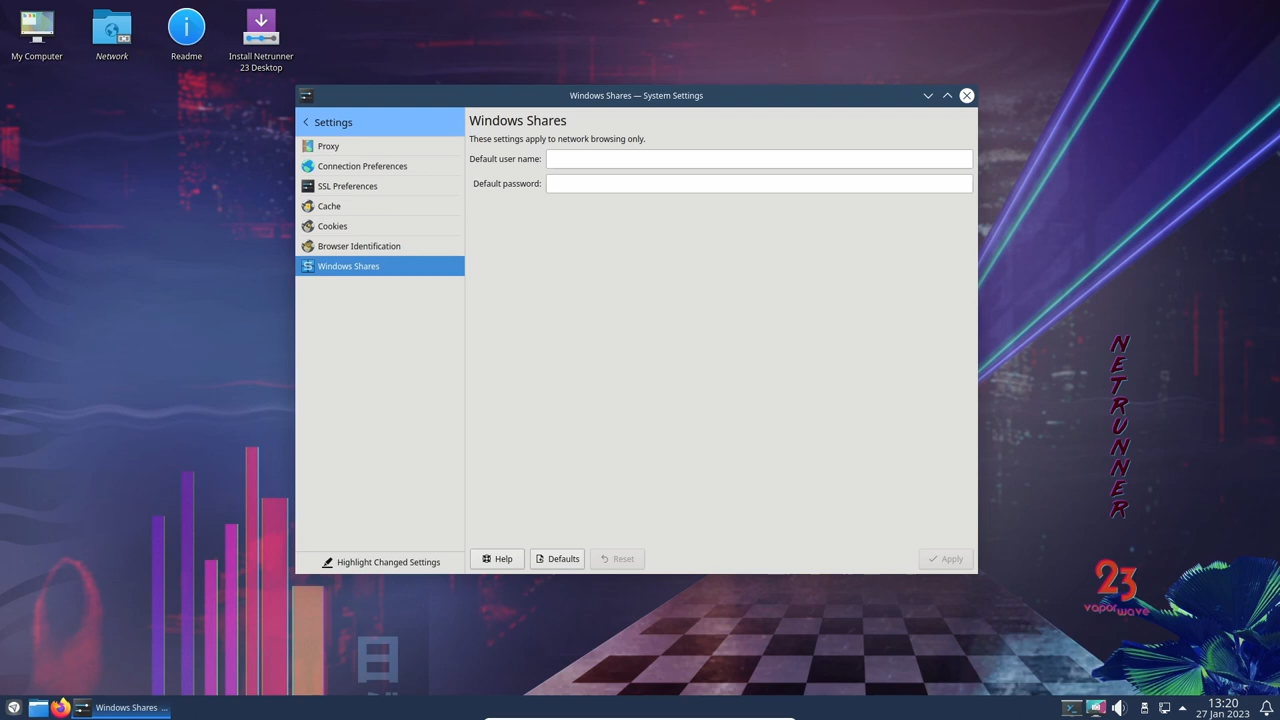 My Computer
Network
Readme
Install Netrunner
23 Desktop
Windows Shares — System Settings
Settings
Proxy
Connection Preferences
SSL Preferences
Cache
Cookies
Browser Identification
Windows Shares
Highlight Changed Settings
Windows Shares
These settings apply to network browsing only.
Default user name:
Default password:
Help
Defaults
Reset
Apply
NETRUNNER
23
vaporwave
Windows Shares ...
13:20
27 Jan 2023